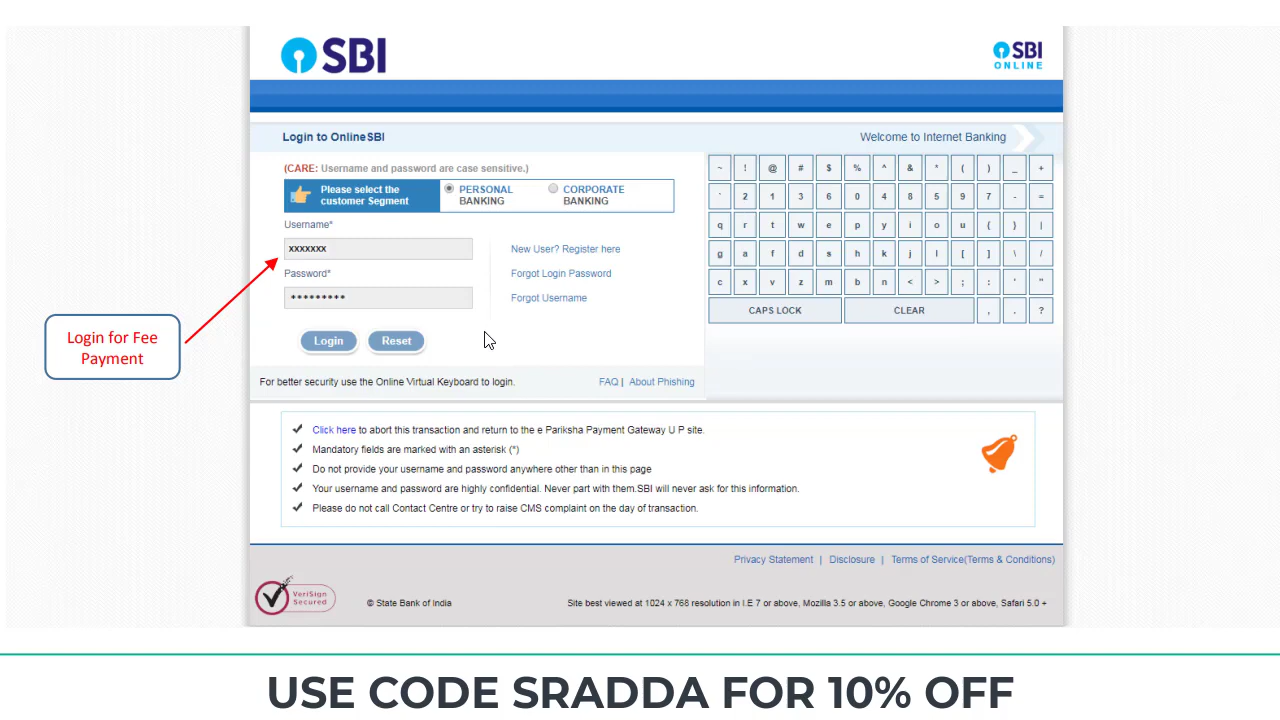 SBI
SBI
ONLINE
Login to OnlineSBI
Welcome to Internet Banking
(CARE: Username and password are case sensitive.)
Please select the customer Segment
PERSONAL BANKING
CORPORATE BANKING
Username*
xxxxxxx
New User? Register here
Password*
Forgot Login Password
*********
Forgot Username
Login
Reset
Login for Fee
Payment
For better security use the Online Virtual Keyboard to login.
FAQ | About Phishing
~ ! @ # $ % ^ & * ( ) _ +
` 2 1 3 6 0 4 8 5 9 7 - =
q r t w e p y i o u { } |
g a f d s h k j l [ ] \ /
c x v z m b n < > ; : ' "
CAPS LOCK CLEAR , . ?
Click here to abort this transaction and return to the e Pariksha Payment Gateway U P site.
Mandatory fields are marked with an asterisk (*)
Do not provide your username and password anywhere other than in this page
Your username and password are highly confidential. Never part with them.SBI will never ask for this information.
Please do not call Contact Centre or try to raise CMS complaint on the day of transaction.
Privacy Statement | Disclosure | Terms of Service(Terms & Conditions)
VeriSign
Secured
© State Bank of India
Site best viewed at 1024 x 768 resolution in I.E 7 or above, Mozilla 3.5 or above, Google Chrome 3 or above, Safari 5.0 +
USE CODE SRADDA FOR 10% OFF